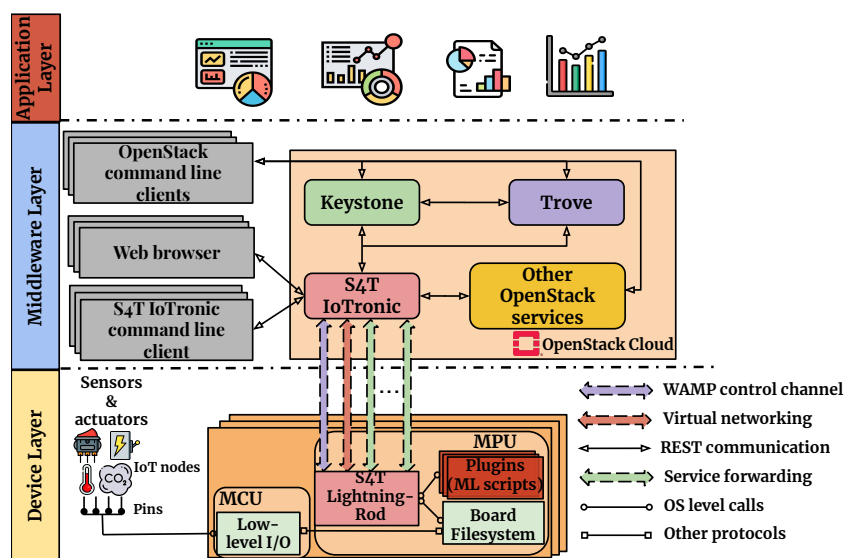 Application
Layer
Middleware Layer
OpenStack
command line
clients
Web browser
S4T IoTronic
command line
client
Keystone
Trove
S4T
IoTronic
Other
OpenStack
services
OpenStack Cloud
Device Layer
Sensors
&
actuators
CO2
IoT nodes
Pins
MCU
Low-
level I/O
MPU
S4T
Lightning-
Rod
Plugins
(ML scripts)
Board
Filesystem
...
WAMP control channel
Virtual networking
REST communication
Service forwarding
OS level calls
Other protocols